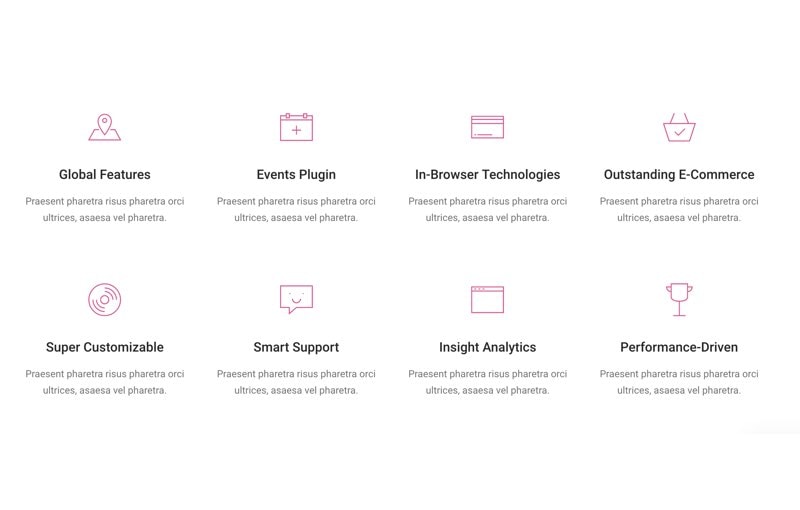 Global Features
Praesent pharetra risus pharetra orci
ultrices, asaesa vel pharetra.
Events Plugin
Praesent pharetra risus pharetra orci
ultrices, asaesa vel pharetra.
In-Browser Technologies
Praesent pharetra risus pharetra orci
ultrices, asaesa vel pharetra.
Outstanding E-Commerce
Praesent pharetra risus pharetra orci
ultrices, asaesa vel pharetra.
Super Customizable
Praesent pharetra risus pharetra orci
ultrices, asaesa vel pharetra.
Smart Support
Praesent pharetra risus pharetra orci
ultrices, asaesa vel pharetra.
Insight Analytics
Praesent pharetra risus pharetra orci
ultrices, asaesa vel pharetra.
Performance-Driven
Praesent pharetra risus pharetra orci
ultrices, asaesa vel pharetra.